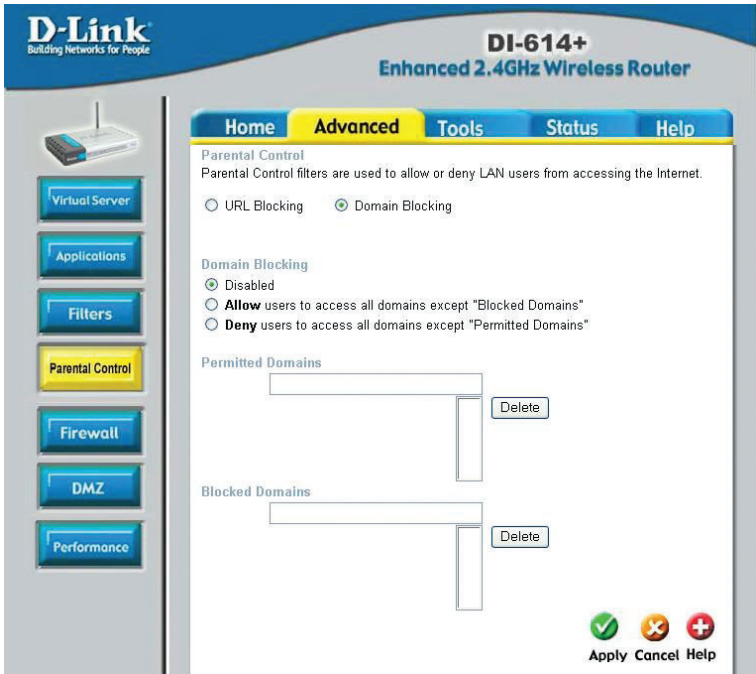 D-Link
Building Networks for People
DI-614+
Enhanced 2.4GHz Wireless Router
Home Advanced Tools Status Help
Virtual Server
Applications
Filters
Parental Control
Firewall
DMZ
Performance
Parental Control
Parental Control filters are used to allow or deny LAN users from accessing the Internet.
URL Blocking Domain Blocking
Domain Blocking
Disabled
Allow users to access all domains except "Blocked Domains"
Deny users to access all domains except "Permitted Domains"
Permitted Domains
Delete
Blocked Domains
Delete
Apply Cancel Help